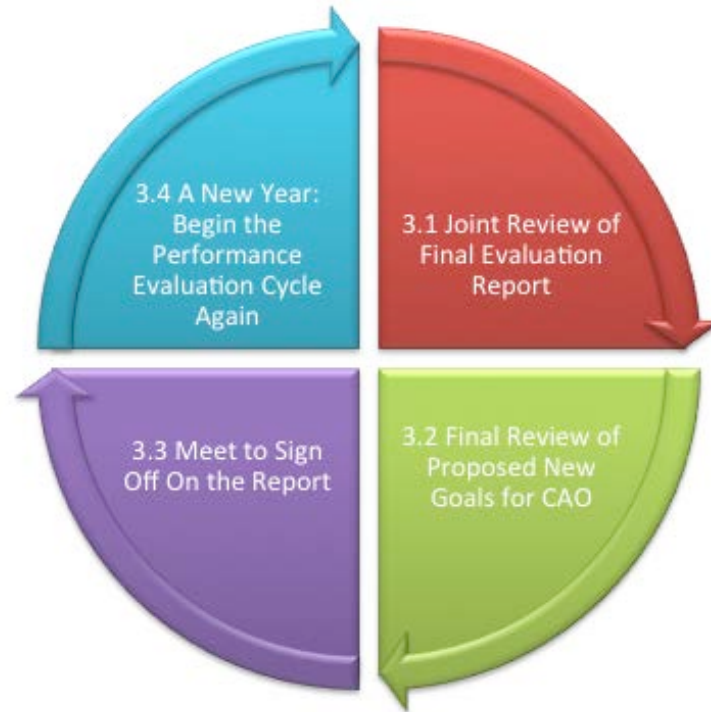 3.4 A New Year:
Begin the
Performance
Evaluation Cycle
Again
3.1 Joint Review of
Final Evaluation
Report
3.3 Meet to Sign
Off On the Report
3.2 Final Review of
Proposed New
Goals for CAO